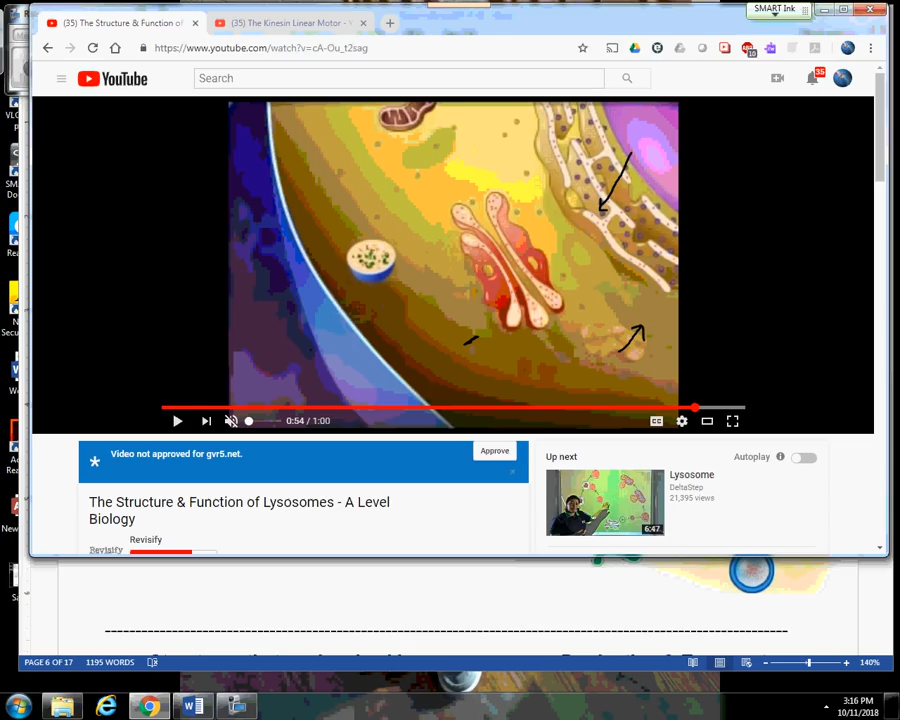 SMART Ink
(35) The Structure & Function of
(35) The Kinesin Linear Motor -
https://www.youtube.com/watch?v=cA-Ou_t2sag
YouTube
Search
35
0:54 / 1:00
CC
Video not approved for gvr5.net.
Approve
Up next
Autoplay
The Structure & Function of Lysosomes - A Level
Biology
Revisify
Revisify
Lysosome
DeltaStep
21,395 views
6:47
PAGE 6 OF 17
1195 WORDS
140%
3:16 PM
10/11/2018